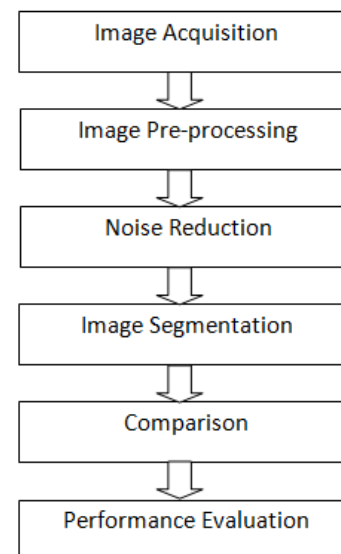 Image Acquisition
Image Pre-processing
Noise Reduction
Image Segmentation
Comparison
Performance Evaluation